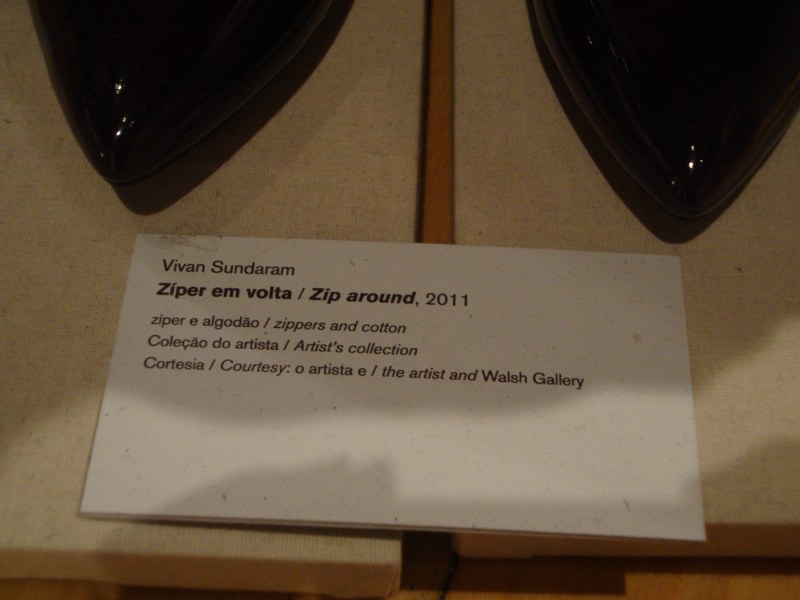 Vivan Sundaram
Zíper em volta / Zip around, 2011
zíper e algodão / zippers and cotton
Coleção do artista / Artist's collection
Cortesia / Courtesy: o artista e / the artist and Walsh Gallery